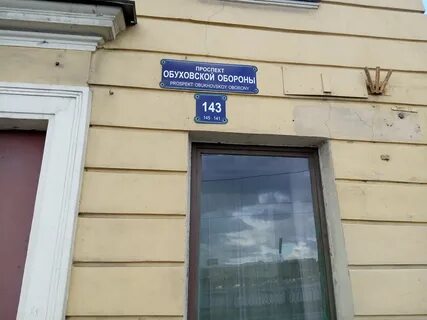 ПРОСПЕКТ
ОБУХОВСКОЙ ОБОРОНЫ
PROSPEKT OBUKHOVSKOY OBORONY
143
145 - 141